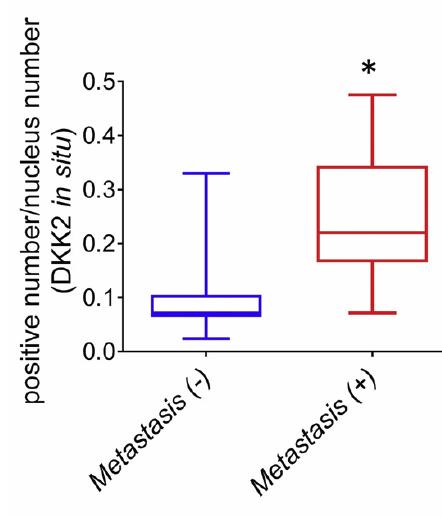 positive number/nucleus number
(DKK2 in situ)
*
0.5
0.4
0.3
0.2
0.1
0.0
Metastasis (-)
Metastasis (+)